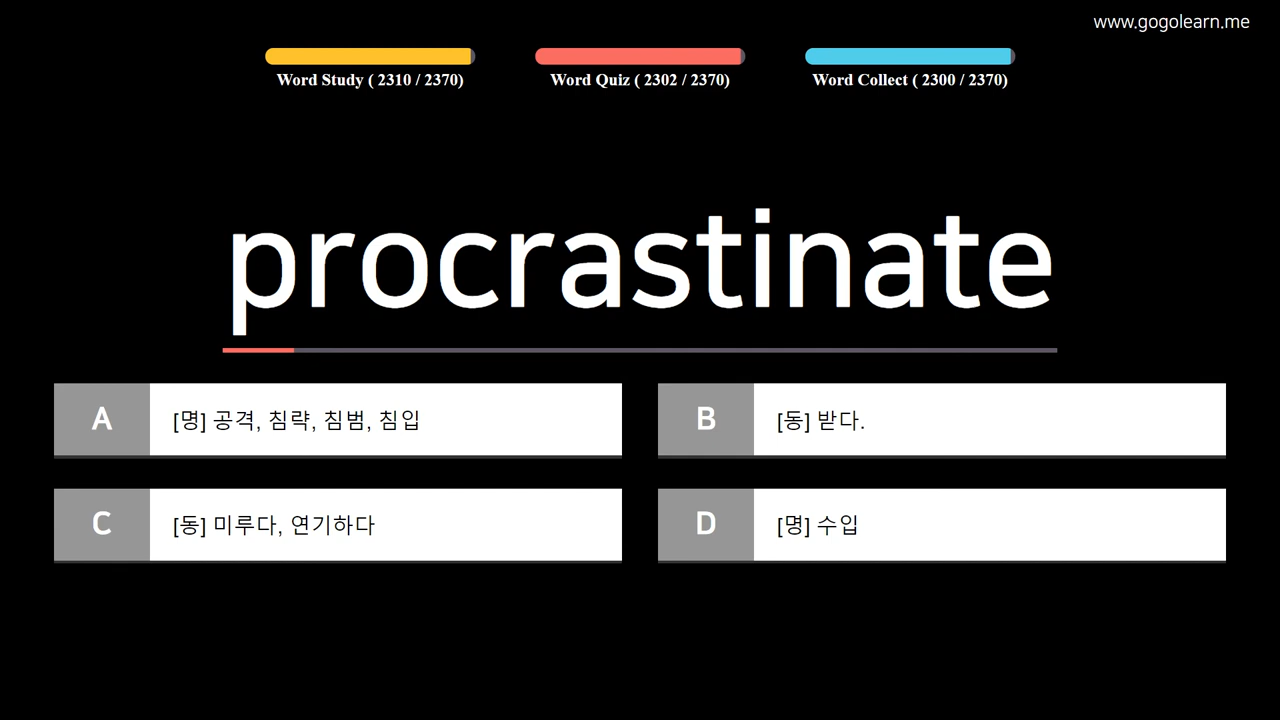 www.gogolearn.me
Word Study ( 2310 / 2370)
Word Quiz ( 2302 / 2370)
Word Collect ( 2300 / 2370)
procrastinate
A [명] 공격, 침략, 침범, 침입
B [동] 받다.
C [동] 미루다, 연기하다
D [명] 수입